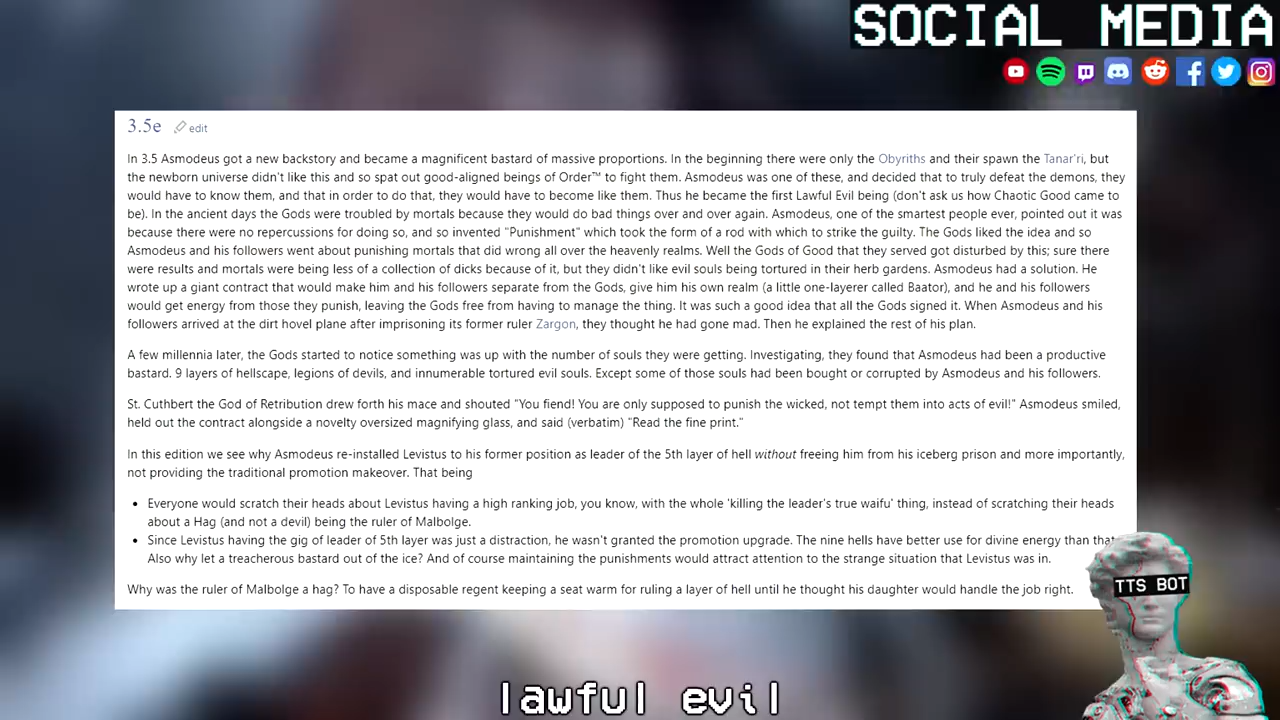 SOCIAL MEDIA
3.5e edit
In 3.5 Asmodeus got a new backstory and became a magnificent bastard of massive proportions. In the beginning there were only the Obyriths and their spawn the Tanar'ri, but
the newborn universe didn't like this and so spat out good-aligned beings of Order™ to fight them. Asmodeus was one of these, and decided that to truly defeat the demons, they
would have to know them, and that in order to do that, they would have to become like them. Thus he became the first Lawful Evil being (don't ask us how Chaotic Good came to
be). In the ancient days the Gods were troubled by mortals because they would do bad things over and over again. Asmodeus, one of the smartest people ever, pointed out it was
because there were no repercussions for doing so, and so invented "Punishment" which took the form of a rod with which to strike the guilty. The Gods liked the idea and so
Asmodeus and his followers went about punishing mortals that did wrong all over the heavenly realms. Well the Gods of Good that they served got disturbed by this; sure there
were results and mortals were being less of a collection of dicks because of it, but they didn't like evil souls being tortured in their herb gardens. Asmodeus had a solution. He
wrote up a giant contract that would make him and his followers separate from the Gods, give him his own realm (a little one-layerer called Baator), and he and his followers
would get energy from those they punish, leaving the Gods free from having to manage the thing. It was such a good idea that all the Gods signed it. When Asmodeus and his
followers arrived at the dirt hovel plane after imprisoning its former ruler Zargon, they thought he had gone mad. Then he explained the rest of his plan.
A few millennia later, the Gods started to notice something was up with the number of souls they were getting. Investigating, they found that Asmodeus had been a productive
bastard. 9 layers of hellscape, legions of devils, and innumerable tortured evil souls. Except some of those souls had been bought or corrupted by Asmodeus and his followers.
St. Cuthbert the God of Retribution drew forth his mace and shouted "You fiend! You are only supposed to punish the wicked, not tempt them into acts of evil!" Asmodeus smiled,
held out the contract alongside a novelty oversized magnifying glass, and said (verbatim) "Read the fine print."
In this edition we see why Asmodeus re-installed Levistus to his former position as leader of the 5th layer of hell without freeing him from his iceberg prison and more importantly,
not providing the traditional promotion makeover. That being
• Everyone would scratch their heads about Levistus having a high ranking job, you know, with the whole 'killing the leader's true waifu' thing, instead of scratching their heads
about a Hag (and not a devil) being the ruler of Malbolge.
• Since Levistus having the gig of leader of 5th layer was just a distraction, he wasn't granted the promotion upgrade. The nine hells have better use for divine energy than that
Also why let a treacherous bastard out of the ice? And of course maintaining the punishments would attract attention to the strange situation that Levistus was in.
Why was the ruler of Malbolge a hag? To have a disposable regent keeping a seat warm for ruling a layer of hell until he thought his daughter would handle the job right.
TTS BOT
lawful evil